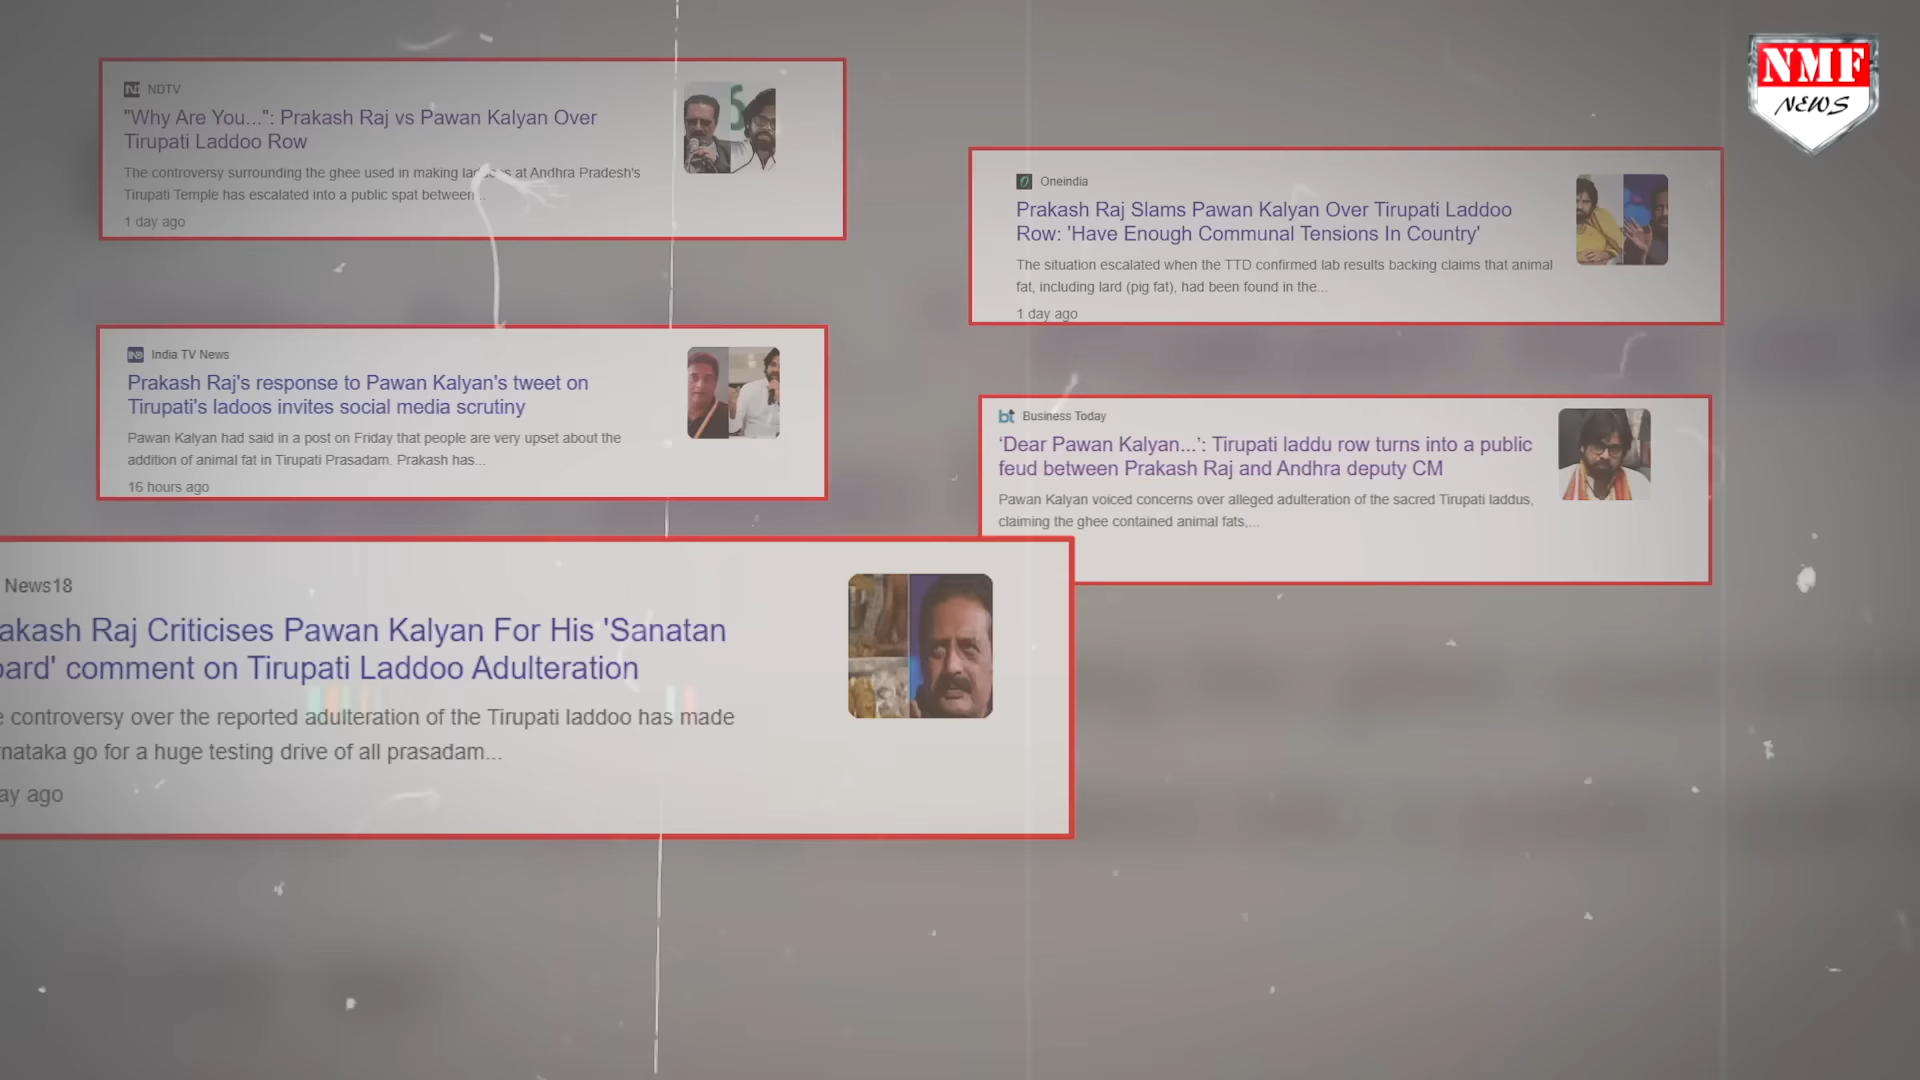 NMF
NEWS
NDTV
"Why Are You...": Prakash Raj vs Pawan Kalyan Over
Tirupati Laddoo Row
The controversy surrounding the ghee used in making at Andhra Pradesh's
Tirupati Temple has escalated into a public spat between...
1 day ago
Oneindia
Prakash Raj Slams Pawan Kalyan Over Tirupati Laddoo
Row: 'Have Enough Communal Tensions In Country'
The situation escalated when the TTD confirmed lab results backing claims that animal
fat, including lard (pig fat), had been found in the...
1 day ago
India TV News
Prakash Raj's response to Pawan Kalyan's tweet on
Tirupati's ladoos invites social media scrutiny
Pawan Kalyan had said in a post on Friday that people are very upset about the
addition of animal fat in Tirupati Prasadam. Prakash has...
16 hours ago
bt Business Today
‘Dear Pawan Kalyan...’: Tirupati laddu row turns into a public
feud between Prakash Raj and Andhra deputy CM
Pawan Kalyan voiced concerns over alleged adulteration of the sacred Tirupati laddus,
claiming the ghee contained animal fats,...
News18
akash Raj Criticises Pawan Kalyan For His 'Sanatan
oard' comment on Tirupati Laddoo Adulteration
e controversy over the reported adulteration of the Tirupati laddoo has made
nataka go for a huge testing drive of all prasadam...
ay ago